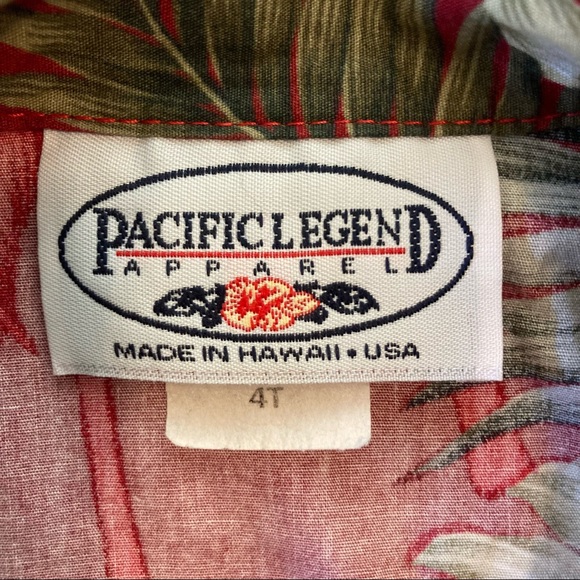 PACIFIC LEGEND
APPAREL
MADE IN HAWAII • USA
4T